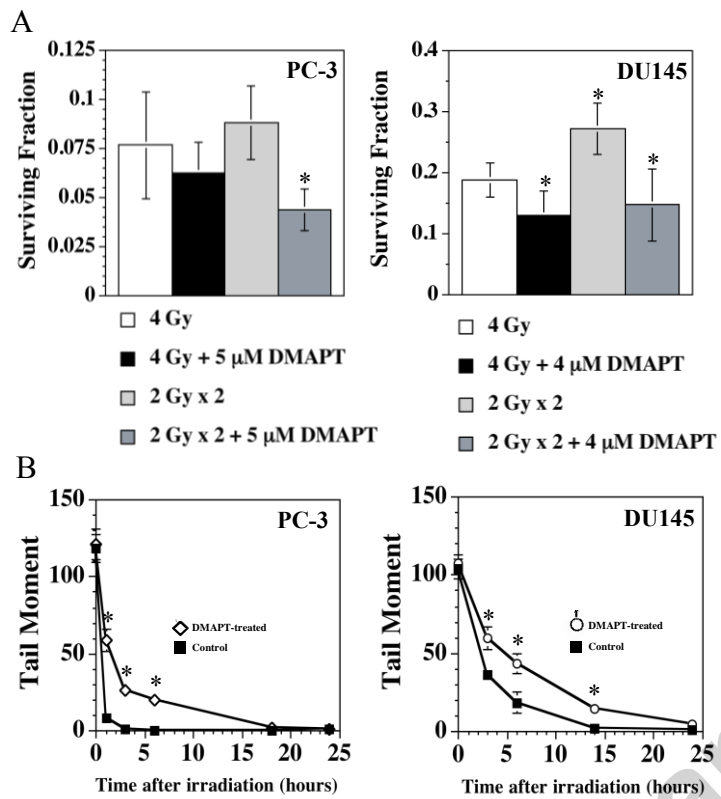 A
PC-3
Surviving Fraction
0.125
0.1
0.075
0.05
0.025
0
*
4 Gy
4 Gy + 5 μM DMAPT
2 Gy x 2
2 Gy x 2 + 5 μM DMAPT
DU145
Surviving Fraction
0.4
0.3
0.2
0.1
0
*
*
*
4 Gy
4 Gy + 4 μM DMAPT
2 Gy x 2
2 Gy x 2 + 4 μM DMAPT
B
PC-3
Tail Moment
150
100
50
0
*
*
*
DMAPT-treated
Control
0 5 10 15 20 25
Time after irradiation (hours)
DU145
Tail Moment
150
100
50
0
*
*
*
DMAPT-treated
Control
0 5 10 15 20 25
Time after irradiation (hours)